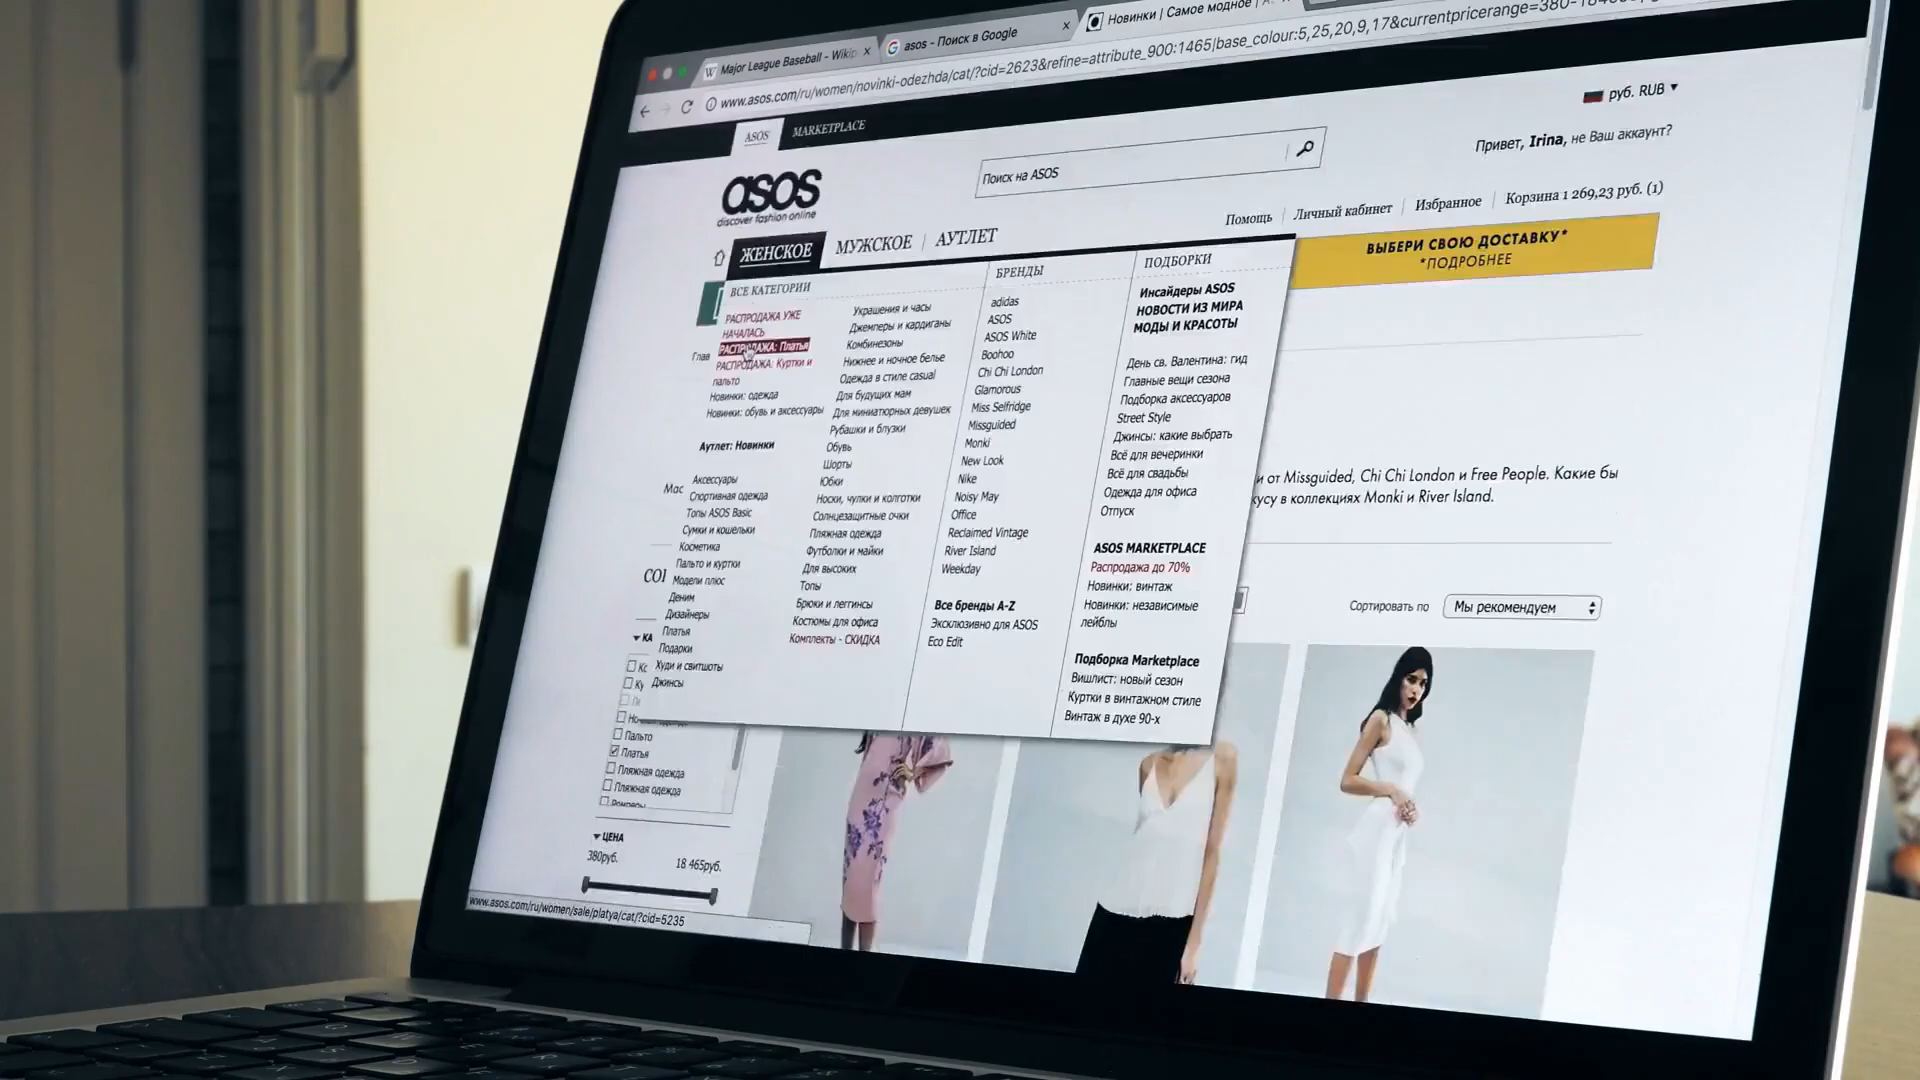 Major League Baseball - Wikip
asos - Поиск в Google
Новинки | Самое модное |
www.asos.com/ru/women/novinki-odezhda/cat/?cid=2623&refine=attribute_900:1465|base_colour:5,25,20,9,17&currentpricerange=380-
ASOS
MARKETPLACE
руб. RUB
asos
discover fashion online
Поиск на ASOS
Привет, Irina, не Ваш аккаунт?
Помощь
Личный кабинет
Избранное
Корзина 1 269,23 руб. (1)
ЖЕНСКОЕ
МУЖСКОЕ
АУТЛЕТ
ВЫБЕРИ СВОЮ ДОСТАВКУ*
*ПОДРОБНЕЕ
ВСЕ КАТЕГОРИИ
РАСПРОДАЖА УЖЕ
НАЧАЛАСЬ
РАСПРОДАЖА: Платья
РАСПРОДАЖА: Куртки и
пальто
Новинки: одежда
Новинки: обувь и аксессуары
Аутлет: Новинки
Аксессуары
Спортивная одежда
Топы ASOS Basic
Сумки и кошельки
Косметика
Пальто и куртки
Модели плюс
Деним
Дизайнеры
Платья
Подарки
Худи и свитшоты
Джинсы
Украшения и часы
Джемперы и кардиганы
Комбинезоны
Нижнее и ночное белье
Одежда в стиле casual
Для будущих мам
Для миниатюрных девушек
Рубашки и блузки
Обувь
Шорты
Юбки
Носки, чулки и колготки
Солнцезащитные очки
Пляжная одежда
Футболки и майки
Для высоких
Топы
Брюки и леггинсы
Костюмы для офиса
Комплекты - СКИДКА
БРЕНДЫ
adidas
ASOS
ASOS White
Boohoo
Chi Chi London
Glamorous
Miss Selfridge
Missguided
Monki
New Look
Nike
Noisy May
Office
Reclaimed Vintage
River Island
Weekday
Все бренды A-Z
Эксклюзивно для ASOS
Eco Edit
ПОДБОРКИ
Инсайдеры ASOS
НОВОСТИ ИЗ МИРА
МОДЫ И КРАСОТЫ
День св. Валентина: гид
Главные вещи сезона
Подборка аксессуаров
Street Style
Джинсы: какие выбрать
Всё для вечеринки
Всё для свадьбы
Одежда для офиса
Отпуск
ASOS MARKETPLACE
Распродажа до 70%
Новинки: винтаж
Новинки: независимые
лейблы
Подборка Marketplace
Вишлист: новый сезон
Куртки в винтажном стиле
Винтаж в духе 90-х
Глав
Мас
СОР
КА
Ко
Ку
и от Missguided, Chi Chi London и Free People. Какие бы
кусу в коллекциях Monki и River Island.
Сортировать по
Мы рекомендуем
Пальто
Платья
Пляжная одежда
Пляжная одежда
ЦЕНА
380руб.
18 465руб.
www.asos.com/ru/women/sale/platya/cat/?cid=5235